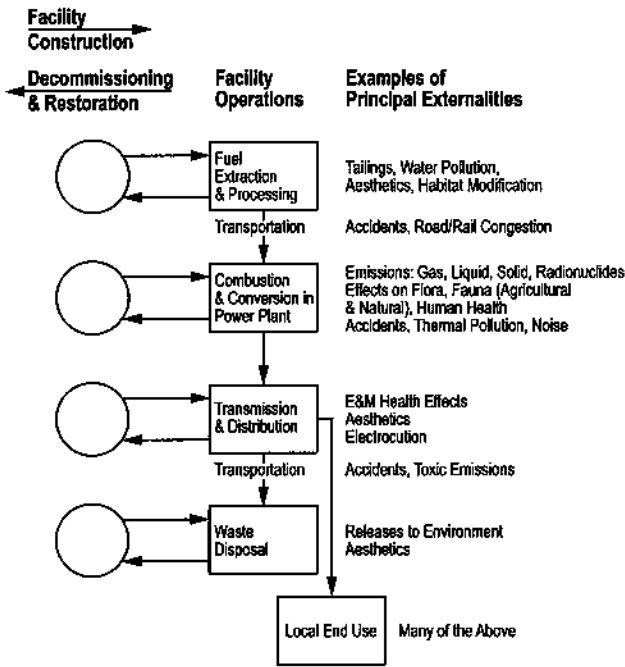 Facility
Construction
Decommissioning
& Restoration
Facility
Operations
Examples of
Principal Externalities
Fuel
Extraction
& Processing
Tailings, Water Pollution,
Aesthetics, Habitat Modification
Transportation
Accidents, Road/Rail Congestion
Combustion
& Conversion in
Power Plant
Emissions: Gas, Liquid, Solid, Radionuclides
Effects on Flora, Fauna (Agricultural
& Natural), Human Health
Accidents, Thermal Pollution, Noise
Transmission
& Distribution
E&M Health Effects
Aesthetics
Electrocution
Transportation
Accidents, Toxic Emissions
Waste
Disposal
Releases to Environment
Aesthetics
Local End Use
Many of the Above